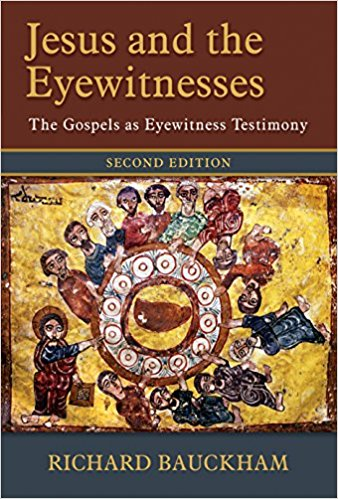 Jesus and the
Eyewitnesses
The Gospels as Eyewitness Testimony
SECOND EDITION
RICHARD BAUCKHAM